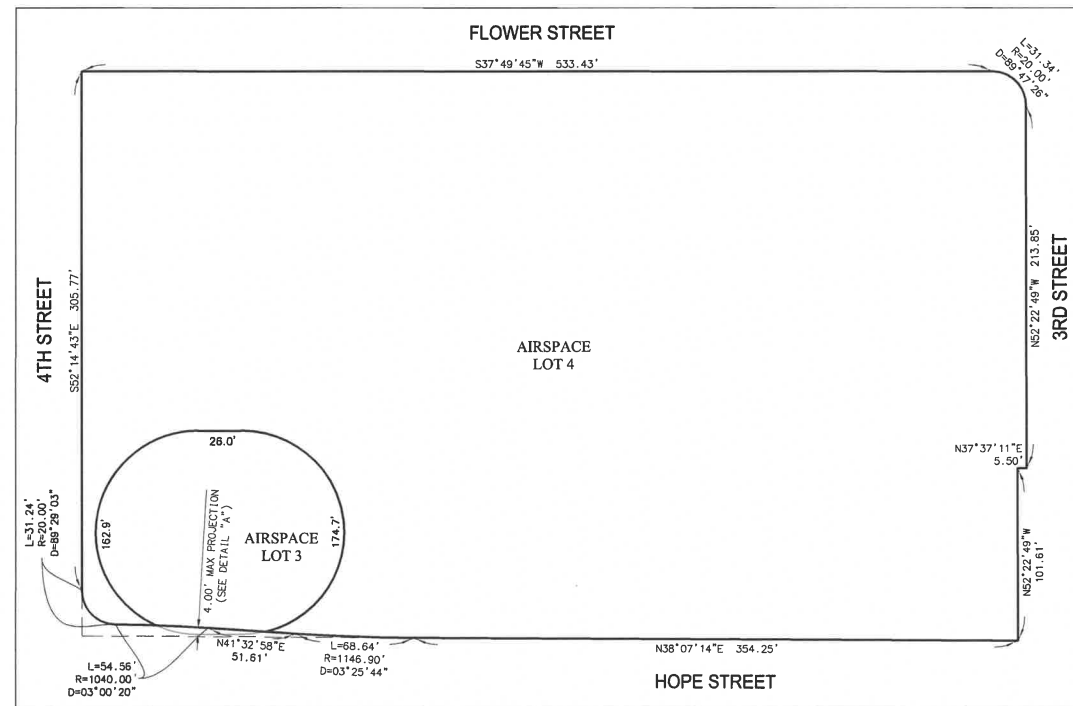 FLOWER STREET
S37°49'45"W 533.43'
L=31.34'
R=20.00'
D=89°47'26"
4TH STREET
S52°14'43"E 305.77'
N52°22'49"W 213.85'
3RD STREET
AIRSPACE
LOT 4
26.0'
N37°37'11"E
5.50'
L=31.24'
R=20.00'
D=89°29'03"
162.9'
4.00' MAX PROJECTION
(SEE DETAIL "A")
AIRSPACE
LOT 3
174.7'
N52°22'49"W
101.61'
L=54.56'
R=1040.00'
D=03°00'20"
N41°32'58"E
51.61'
L=68.64'
R=1146.90'
D=03°25'44"
N38°07'14"E 354.25'
HOPE STREET